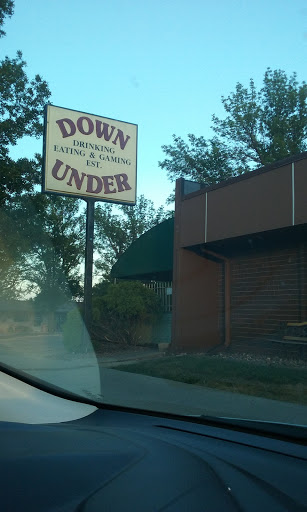 DOWN
DRINKING
EATING & GAMING
EST.
UNDER